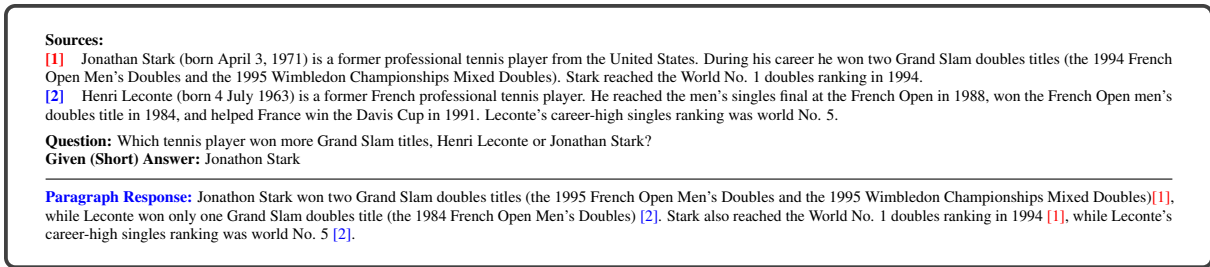 Sources:
[1] Jonathan Stark (born April 3, 1971) is a former professional tennis player from the United States. During his career he won two Grand Slam doubles titles (the 1994 French
Open Men's Doubles and the 1995 Wimbledon Championships Mixed Doubles). Stark reached the World No. 1 doubles ranking in 1994.
[2] Henri Leconte (born 4 July 1963) is a former French professional tennis player. He reached the men's singles final at the French Open in 1988, won the French Open men's
doubles title in 1984, and helped France win the Davis Cup in 1991. Leconte's career-high singles ranking was world No. 5.
Question: Which tennis player won more Grand Slam titles, Henri Leconte or Jonathan Stark?
Given (Short) Answer: Jonathon Stark
Paragraph Response: Jonathon Stark won two Grand Slam doubles titles (the 1995 French Open Men's Doubles and the 1995 Wimbledon Championships Mixed Doubles)[1],
while Leconte won only one Grand Slam doubles title (the 1984 French Open Men's Doubles) [2]. Stark also reached the World No. 1 doubles ranking in 1994 [1], while Leconte's
career-high singles ranking was world No. 5 [2].